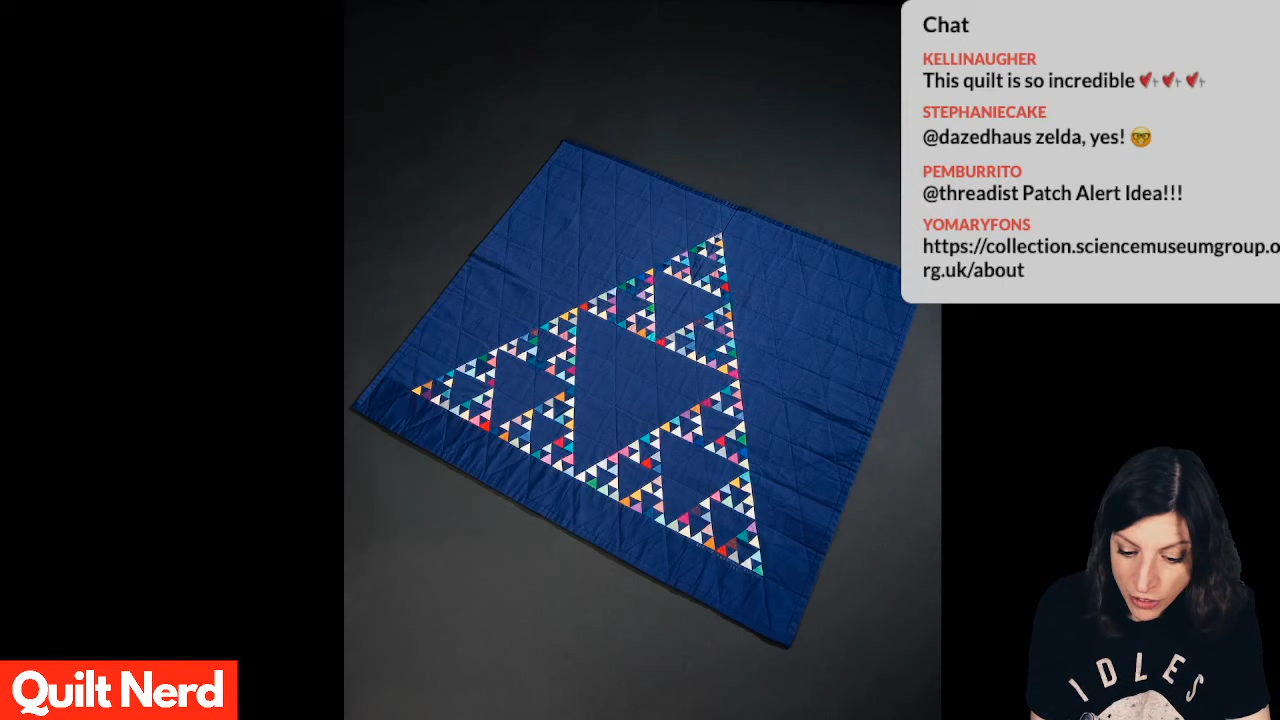 Chat
KELLINAUGHER
This quilt is so incredible
STEPHANIECAKE
@dazedhaus zelda, yes! 🤓
PEMBURRITO
@threadist Patch Alert Idea!!!
YOMARYFONS
https://collection.sciencemuseumgroup.o
rg.uk/about
IDLES
Quilt Nerd